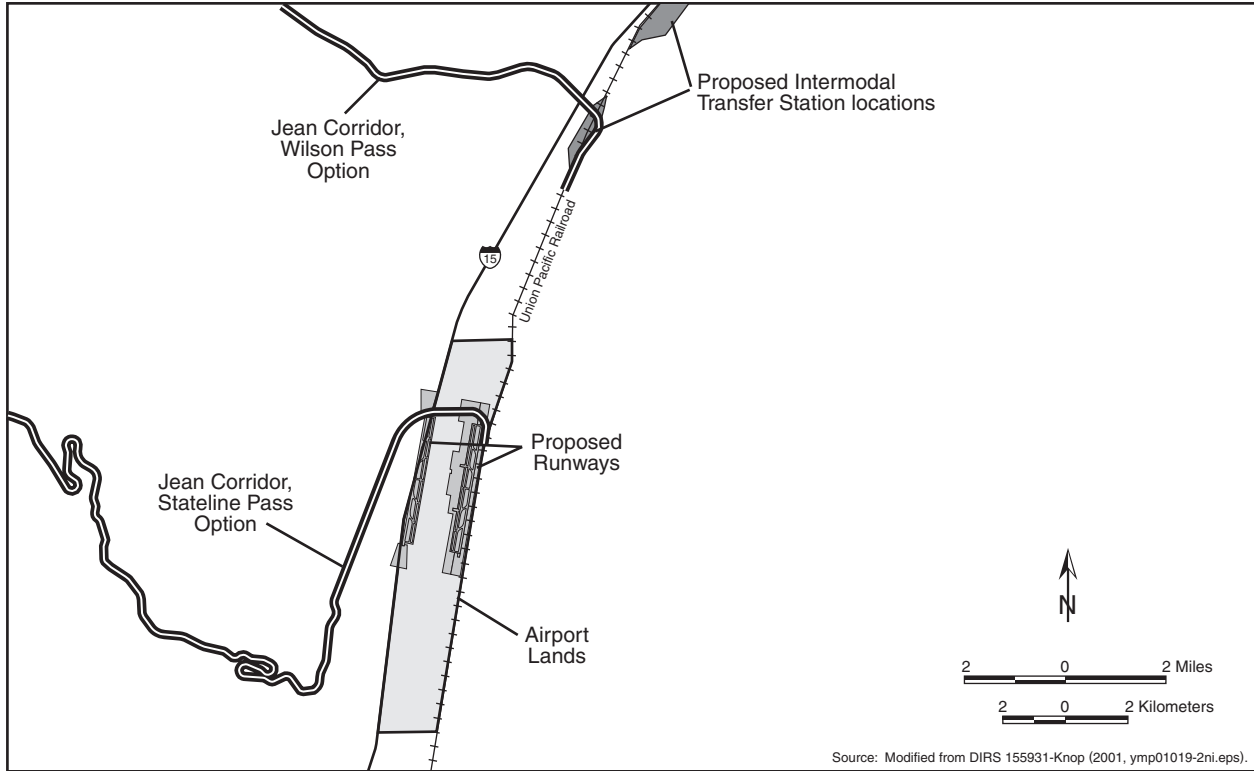 Proposed Intermodal
Transfer Station locations
Jean Corridor,
Wilson Pass
Option
15
Union Pacific Railroad
Proposed
Runways
Jean Corridor,
Stateline Pass
Option
Airport
Lands
N
2 0 2 Miles
2 0 2 Kilometers
Source: Modified from DIRS 155931-Knop (2001, ymp01019-2ni.eps).